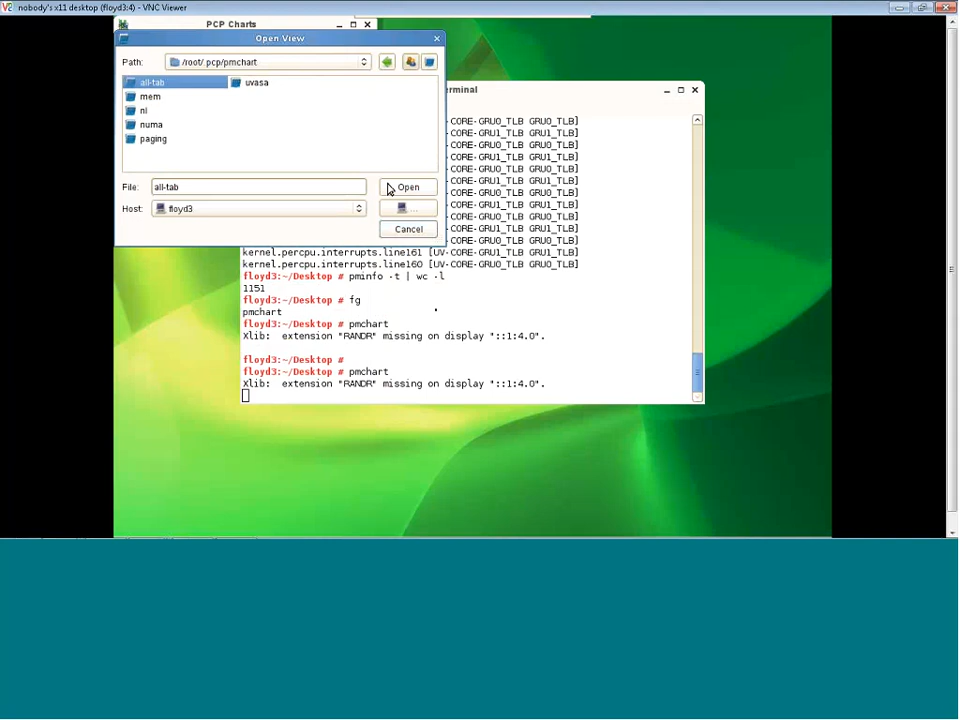 nobody's x11 desktop (floyd3:4) - VNC Viewer
PCP Charts
Open View
Path: /root/.pcp/pmchart
all-tab
mem
nl
numa
paging
uvasa
File: all-tab
Open
Host: floyd3
...
Cancel
erminal
-CORE-GRU0_TLB GRU0_TLB]
-CORE-GRU1_TLB GRU1_TLB]
-CORE-GRU0_TLB GRU0_TLB]
-CORE-GRU1_TLB GRU1_TLB]
-CORE-GRU0_TLB GRU0_TLB]
-CORE-GRU1_TLB GRU1_TLB]
-CORE-GRU0_TLB GRU0_TLB]
-CORE-GRU1_TLB GRU1_TLB]
-CORE-GRU0_TLB GRU0_TLB]
-CORE-GRU1_TLB GRU1_TLB]
-CORE-GRU0_TLB GRU0_TLB]
kernel.percpu.interrupts.line161 [UV-CORE-GRU1_TLB GRU1_TLB]
kernel.percpu.interrupts.line160 [UV-CORE-GRU0_TLB GRU0_TLB]
floyd3:~/Desktop # pminfo -t | wc -l
1151
floyd3:~/Desktop # fg
pmchart
floyd3:~/Desktop # pmchart
Xlib: extension "RANDR" missing on display "::1:4.0".
floyd3:~/Desktop #
floyd3:~/Desktop # pmchart
Xlib: extension "RANDR" missing on display "::1:4.0".